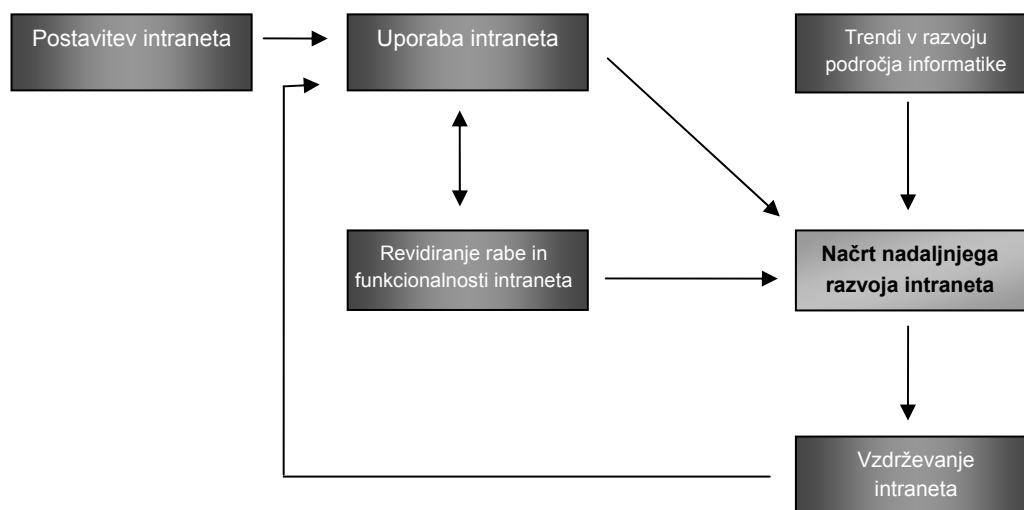 Postavitev intraneta
Uporaba intraneta
Trendi v razvoju
področja informatike
Revidiranje rabe in
funkcionalnosti intraneta
Načrt nadaljnjega
razvoja intraneta
Vzdrževanje
intraneta